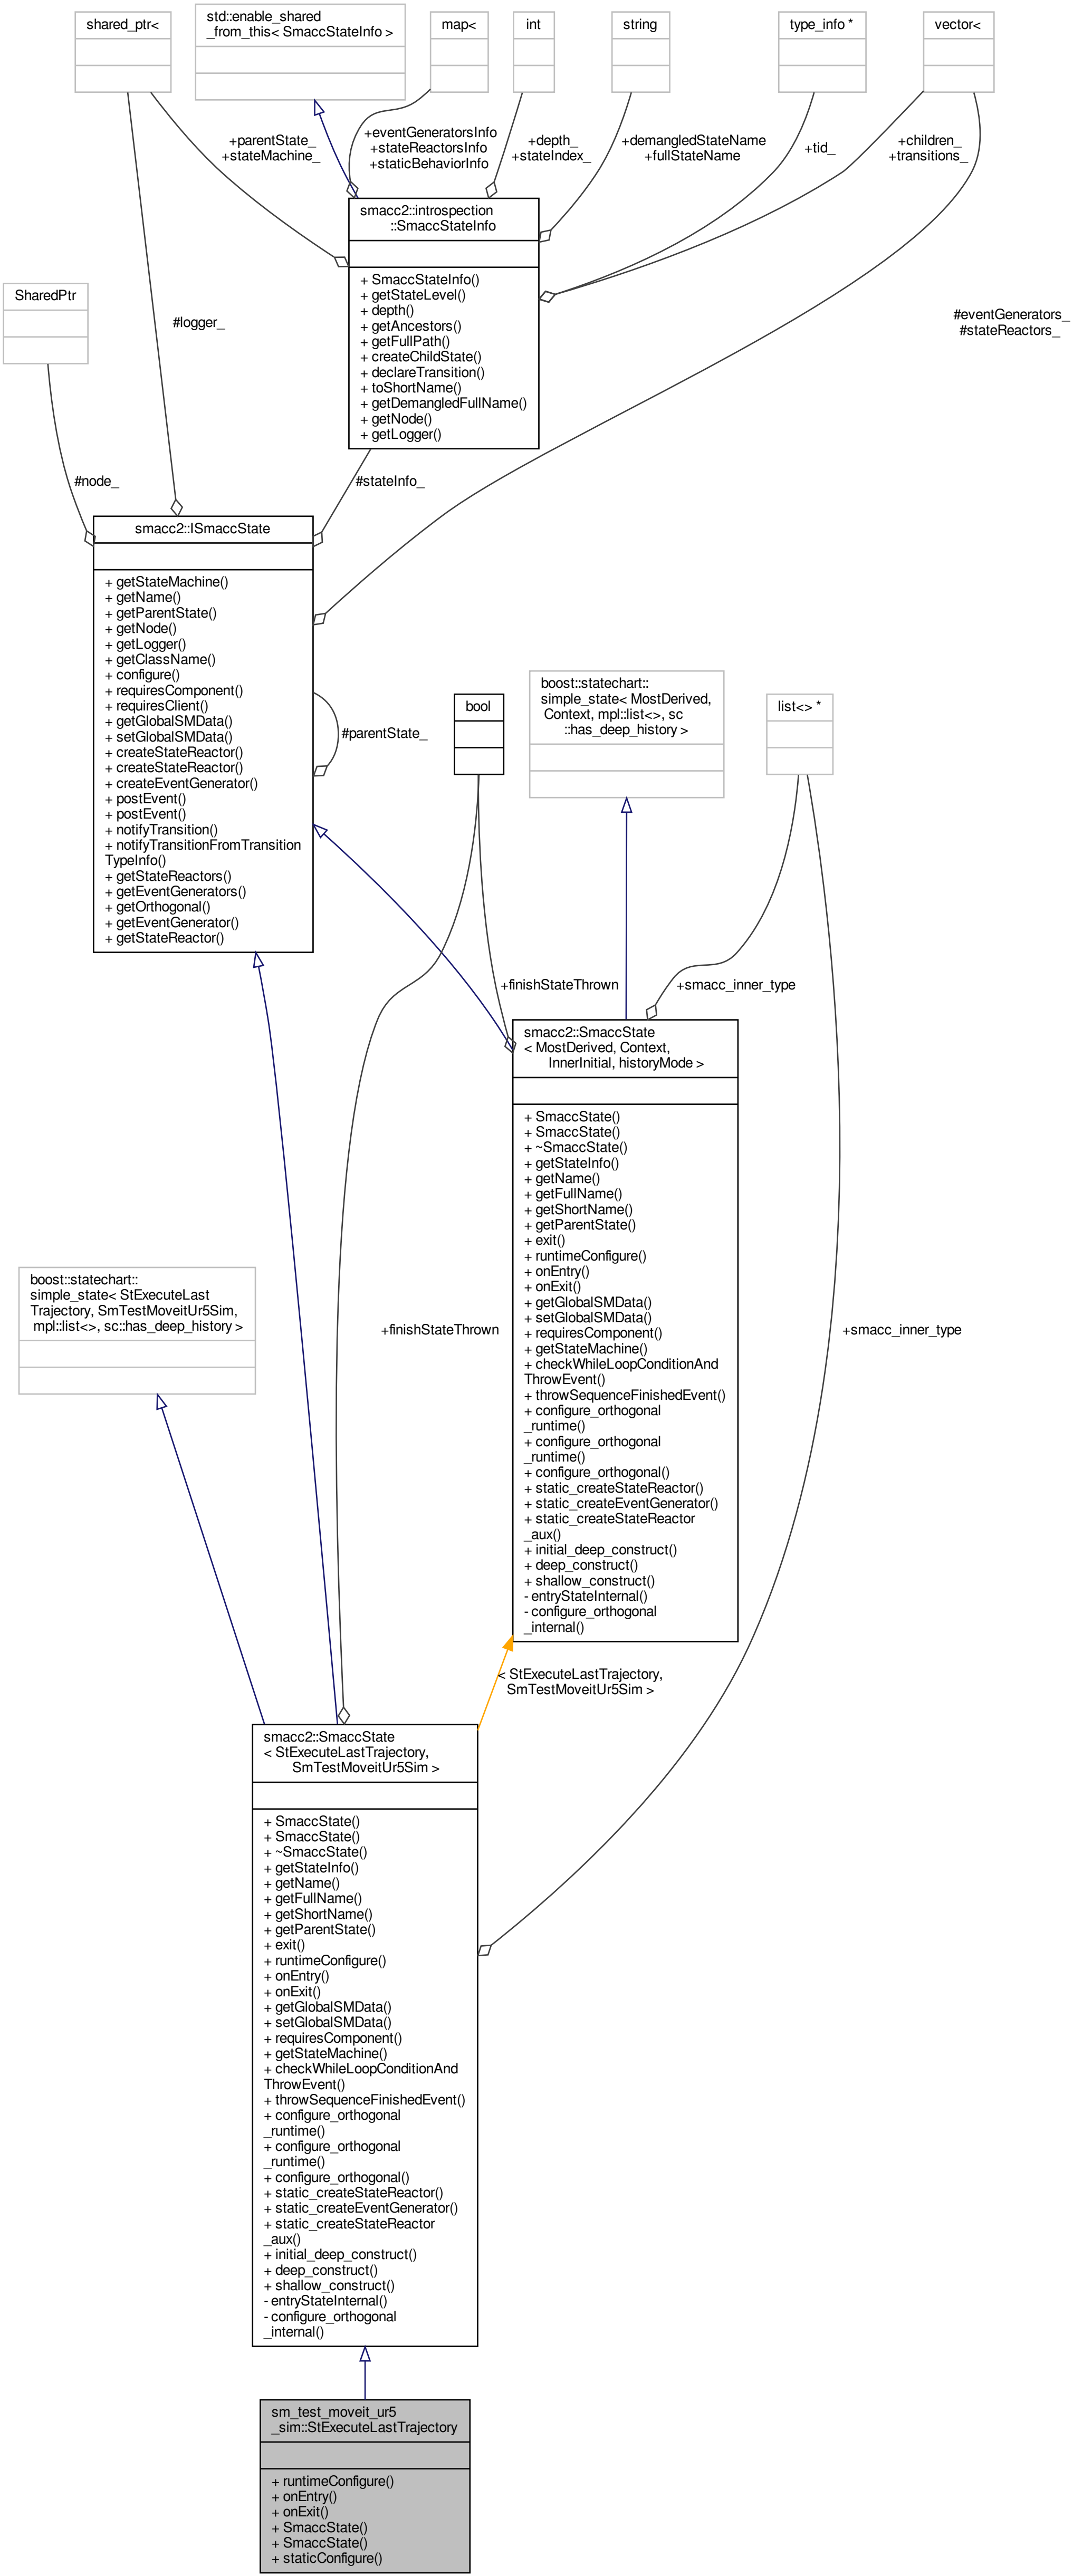 shared_ptr<
std::enable_shared
_from_this< SmaccStateInfo >
map<
int
string
type_info *
vector<
+parentState_
+stateMachine_
+eventGeneratorsInfo
+stateReactorsInfo
+staticBehaviorInfo
+depth_
+stateIndex_
+demangledStateName
+fullStateName
+tid_
+children_
+transitions_
smacc2::introspection
::SmaccStateInfo
+ SmaccStateInfo()
+ getStateLevel()
+ depth()
+ getAncestors()
+ getFullPath()
+ createChildState()
+ declareTransition()
+ toShortName()
+ getDemangledFullName()
+ getNode()
+ getLogger()
SharedPtr
#logger_
#eventGenerators_
#stateReactors_
#node_
#stateInfo_
smacc2::ISmaccState
+ getStateMachine()
+ getName()
+ getParentState()
+ getNode()
+ getLogger()
+ getClassName()
+ configure()
+ requiresComponent()
+ requiresClient()
+ getGlobalSMData()
+ setGlobalSMData()
+ createStateReactor()
+ createStateReactor()
+ createEventGenerator()
+ postEvent()
+ postEvent()
+ notifyTransition()
+ notifyTransitionFromTransition
TypeInfo()
+ getStateReactors()
+ getEventGenerators()
+ getOrthogonal()
+ getEventGenerator()
+ getStateReactor()
#parentState_
bool
boost::statechart::
simple_state< MostDerived,
Context, mpl::list<>, sc
::has_deep_history >
list<> *
+finishStateThrown
+smacc_inner_type
smacc2::SmaccState
< MostDerived, Context,
InnerInitial, historyMode >
+ SmaccState()
+ SmaccState()
+ ~SmaccState()
+ getStateInfo()
+ getName()
+ getFullName()
+ getShortName()
+ getParentState()
+ exit()
+ runtimeConfigure()
+ onEntry()
+ onExit()
+ getGlobalSMData()
+ setGlobalSMData()
+ requiresComponent()
+ getStateMachine()
+ checkWhileLoopConditionAnd
ThrowEvent()
+ throwSequenceFinishedEvent()
+ configure_orthogonal
_runtime()
+ configure_orthogonal
_runtime()
+ configure_orthogonal()
+ static_createStateReactor()
+ static_createEventGenerator()
+ static_createStateReactor
_aux()
+ initial_deep_construct()
+ deep_construct()
+ shallow_construct()
- entryStateInternal()
- configure_orthogonal
_internal()
boost::statechart::
simple_state< StExecuteLast
Trajectory, SmTestMoveitUr5Sim,
mpl::list<>, sc::has_deep_history >
+finishStateThrown
+smacc_inner_type
< StExecuteLastTrajectory,
SmTestMoveitUr5Sim >
smacc2::SmaccState
< StExecuteLastTrajectory,
SmTestMoveitUr5Sim >
+ SmaccState()
+ SmaccState()
+ ~SmaccState()
+ getStateInfo()
+ getName()
+ getFullName()
+ getShortName()
+ getParentState()
+ exit()
+ runtimeConfigure()
+ onEntry()
+ onExit()
+ getGlobalSMData()
+ setGlobalSMData()
+ requiresComponent()
+ getStateMachine()
+ checkWhileLoopConditionAnd
ThrowEvent()
+ throwSequenceFinishedEvent()
+ configure_orthogonal
_runtime()
+ configure_orthogonal
_runtime()
+ configure_orthogonal()
+ static_createStateReactor()
+ static_createEventGenerator()
+ static_createStateReactor
_aux()
+ initial_deep_construct()
+ deep_construct()
+ shallow_construct()
- entryStateInternal()
- configure_orthogonal
_internal()
sm_test_moveit_ur5
_sim::StExecuteLastTrajectory
+ runtimeConfigure()
+ onEntry()
+ onExit()
+ SmaccState()
+ SmaccState()
+ staticConfigure()